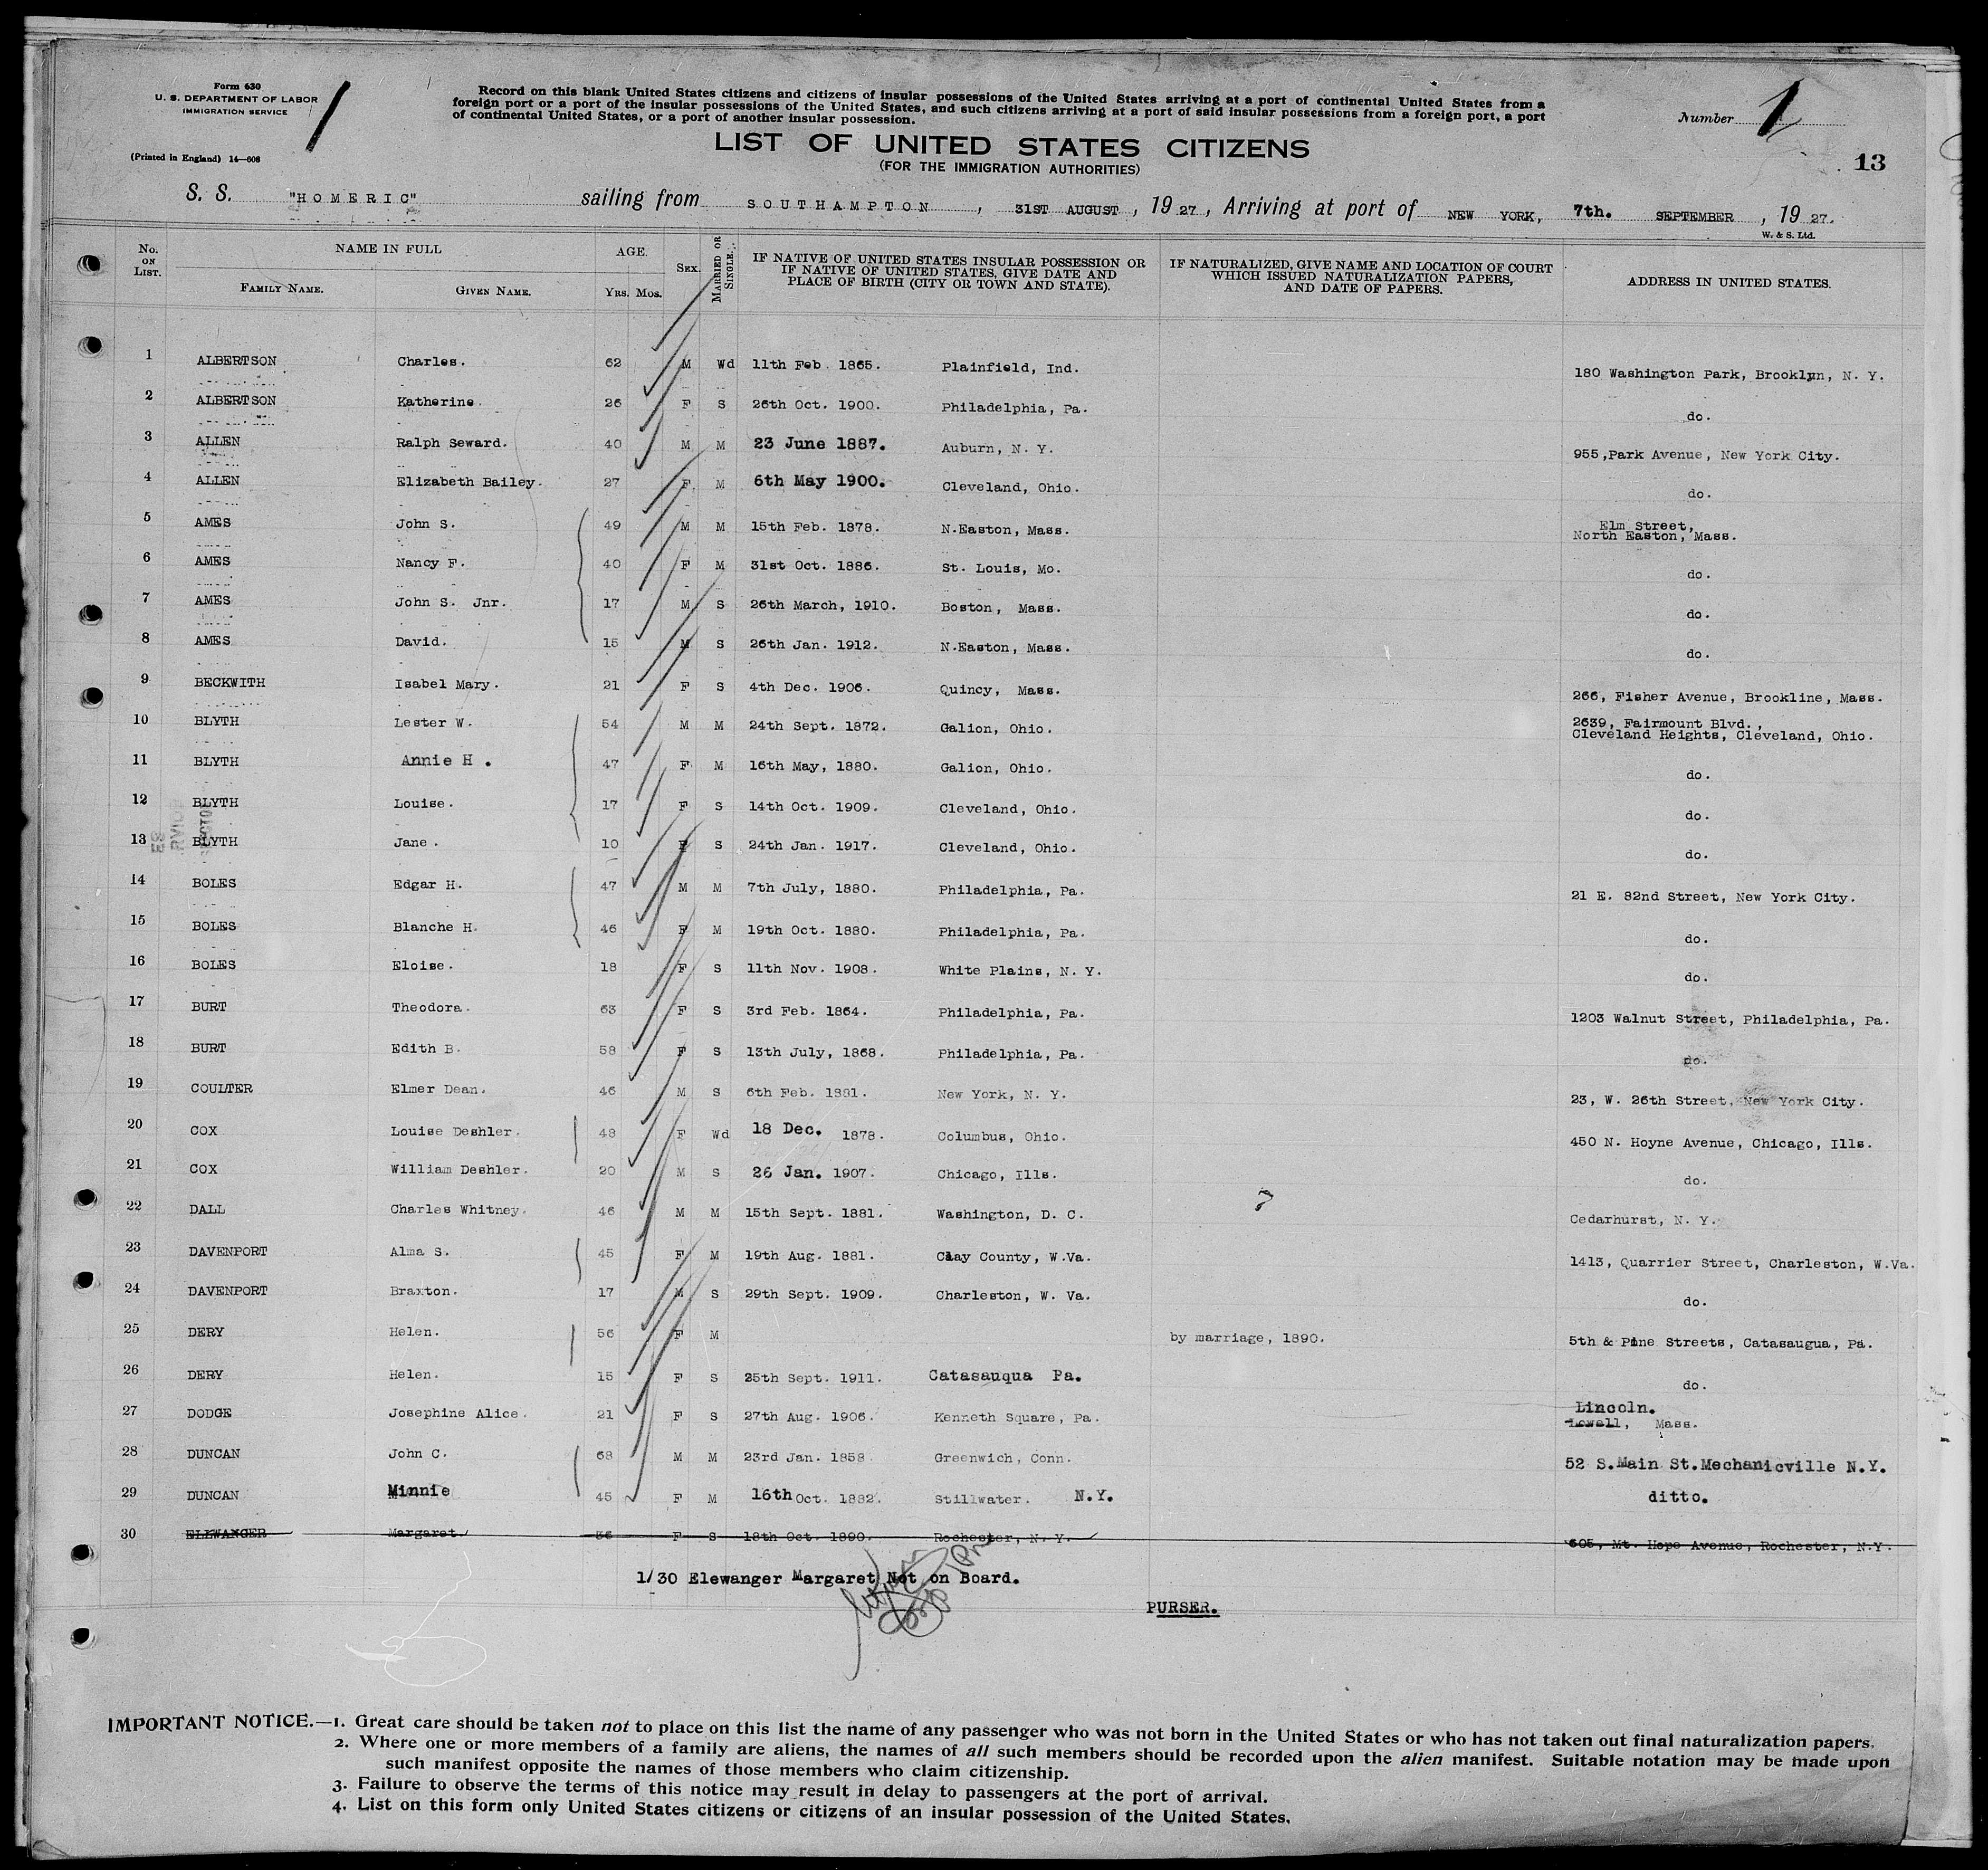 Form 630
U. S. DEPARTMENT OF LABOR
IMMIGRATION SERVICE
(Printed in England) 14—608
1
Record on this blank United States citizens and citizens of insular possessions of the United States arriving at a port of continental United States from a
foreign port or a port of the insular possessions of the United States, and such citizens arriving at a port of said insular possessions from a foreign port, a port
of continental United States, or a port of another insular possession.
Number 1
LIST OF UNITED STATES CITIZENS
(FOR THE IMMIGRATION AUTHORITIES)
13
S. S. "HOMERIC" sailing from SOUTHAMPTON, 31ST AUGUST, 1927, Arriving at port of NEW YORK, 7th. SEPTEMBER, 1927.
W. & S. Ltd.
No. ON LIST. NAME IN FULL AGE. SEX. MARRIED OR SINGLE. IF NATIVE OF UNITED STATES INSULAR POSSESSION OR IF NATIVE OF UNITED STATES, GIVE DATE AND PLACE OF BIRTH (CITY OR TOWN AND STATE). IF NATURALIZED, GIVE NAME AND LOCATION OF COURT WHICH ISSUED NATURALIZATION PAPERS, AND DATE OF PAPERS. ADDRESS IN UNITED STATES.
FAMILY NAME. GIVEN NAME. YRS. MOS.
1 ALBERTSON Charles. 62 M Wd 11th Feb. 1865. Plainfield, Ind. 180 Washington Park, Brooklyn, N. Y.
2 ALBERTSON Katherine. 26 F S 26th Oct. 1900. Philadelphia, Pa. do.
3 ALLEN Ralph Seward. 40 M M 23 June 1887. Auburn, N. Y. 955, Park Avenue, New York City.
4 ALLEN Elizabeth Bailey. 27 F. M 6th May 1900. Cleveland, Ohio. do.
5 AMES John S. 49 M M 15th Feb. 1878. N.Easton, Mass. Elm Street, North Easton, Mass.
6 AMES Nancy F. 40 F M 31st Oct. 1886. St. Louis, Mo. do.
7 AMES John S. Jnr. 17 M S 26th March, 1910. Boston, Mass. do.
8 AMES David. 15 M S 26th Jan. 1912. N.Easton, Mass. do.
9 BECKWITH Isabel Mary. 21 F S 4th Dec. 1906. Quincy, Mass. 266, Fisher Avenue, Brookline, Mass.
10 BLYTH Lester W. 54 M M 24th Sept. 1872. Galion, Ohio. 2639, Fairmount Blvd., Cleveland Heights, Cleveland, Ohio.
11 BLYTH Annie H. 47 F M 16th May, 1880. Galion, Ohio. do.
12 BLYTH Louise. 17 F S 14th Oct. 1909. Cleveland, Ohio. do.
13 BLYTH Jane. 10 F S 24th Jan. 1917. Cleveland, Ohio. do.
14 BOLES Edgar H. 47 M M 7th July, 1880. Philadelphia, Pa. 21 E. 82nd Street, New York City.
15 BOLES Blanche H. 46 F M 19th Oct. 1880. Philadelphia, Pa. do.
16 BOLES Eloise. 18 F S 11th Nov. 1908. White Plains, N. Y. do.
17 BURT Theodora. 63 F S 3rd Feb. 1864. Philadelphia, Pa. 1203 Walnut Street, Philadelphia, Pa.
18 BURT Edith B. 58 F S 13th July, 1868. Philadelphia, Pa. do.
19 COULTER Elmer Dean. 46 M S 6th Feb. 1881. New York, N. Y. 23, W. 26th Street, New York City.
20 COX Louise Deshler. 48 F Wd 18 Dec. 1878. Columbus, Ohio. 450 N. Hoyne Avenue, Chicago, Ills.
21 COX William Deshler. 20 M S 26 Jan. 1907. Chicago, Ills. do.
22 DALL Charles Whitney. 46 M M 15th Sept. 1881. Washington, D. C. 7 Cedarhurst, N. Y.
23 DAVENPORT Alma S. 45 F M 19th Aug. 1881. Clay County, W.Va. 1413, Quarrier Street, Charleston, W.Va.
24 DAVENPORT Braxton. 17 M S 29th Sept. 1909. Charleston, W. Va. do.
25 DERY Helen. 56 F M by marriage, 1890. 5th & Pine Streets, Catasaugua, Pa.
26 DERY Helen. 15 F S 25th Sept. 1911. Catasauqua Pa. do.
27 DODGE Josephine Alice. 21 F S 27th Aug. 1906. Kenneth Square, Pa. Lincoln. Lowell, Mass.
28 DUNCAN John C. 68 M M 23rd Jan. 1858. Greenwich, Conn. 52 S.Main St.Mechanicville N.Y.
29 DUNCAN Minnie 45 F M 16th Oct. 1882. Stillwater. N.Y. ditto.
30 ELLWANGER Margaret. 36 F S 18th Oct. 1890. Rochester, N. Y. 605, Mt. Hope Avenue, Rochester, N.Y.
1/30 Elewanger Margaret Not on Board.
PURSER.
IMPORTANT NOTICE.—1. Great care should be taken not to place on this list the name of any passenger who was not born in the United States or who has not taken out final naturalization papers.
2. Where one or more members of a family are aliens, the names of all such members should be recorded upon the alien manifest. Suitable notation may be made upon
such manifest opposite the names of those members who claim citizenship.
3. Failure to observe the terms of this notice may result in delay to passengers at the port of arrival.
4. List on this form only United States citizens or citizens of an insular possession of the United States.